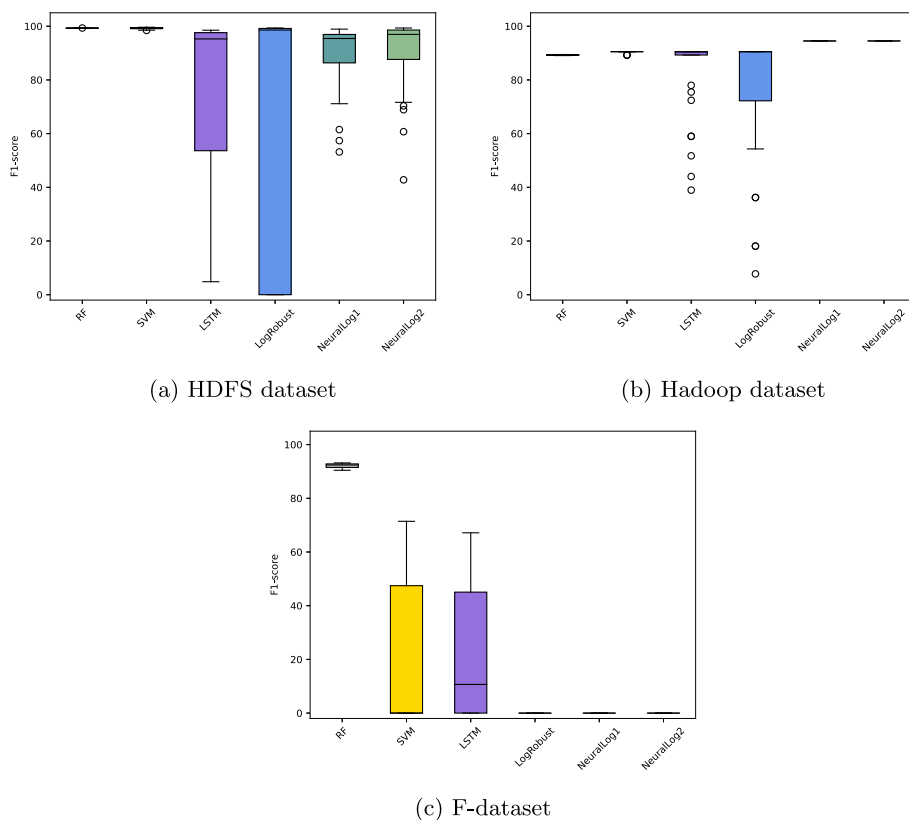 100
80
60
40
20
0
F1-score
RF
SVM
LSTM
LogRobust
NeuralLog1
NeuralLog2
(a) HDFS dataset
100
80
60
40
20
0
F1-score
RF
SVM
LSTM
LogRobust
NeuralLog1
NeuralLog2
(b) Hadoop dataset
100
80
60
40
20
0
F1-score
RF
SVM
LSTM
LogRobust
NeuralLog1
NeuralLog2
(c) F-dataset